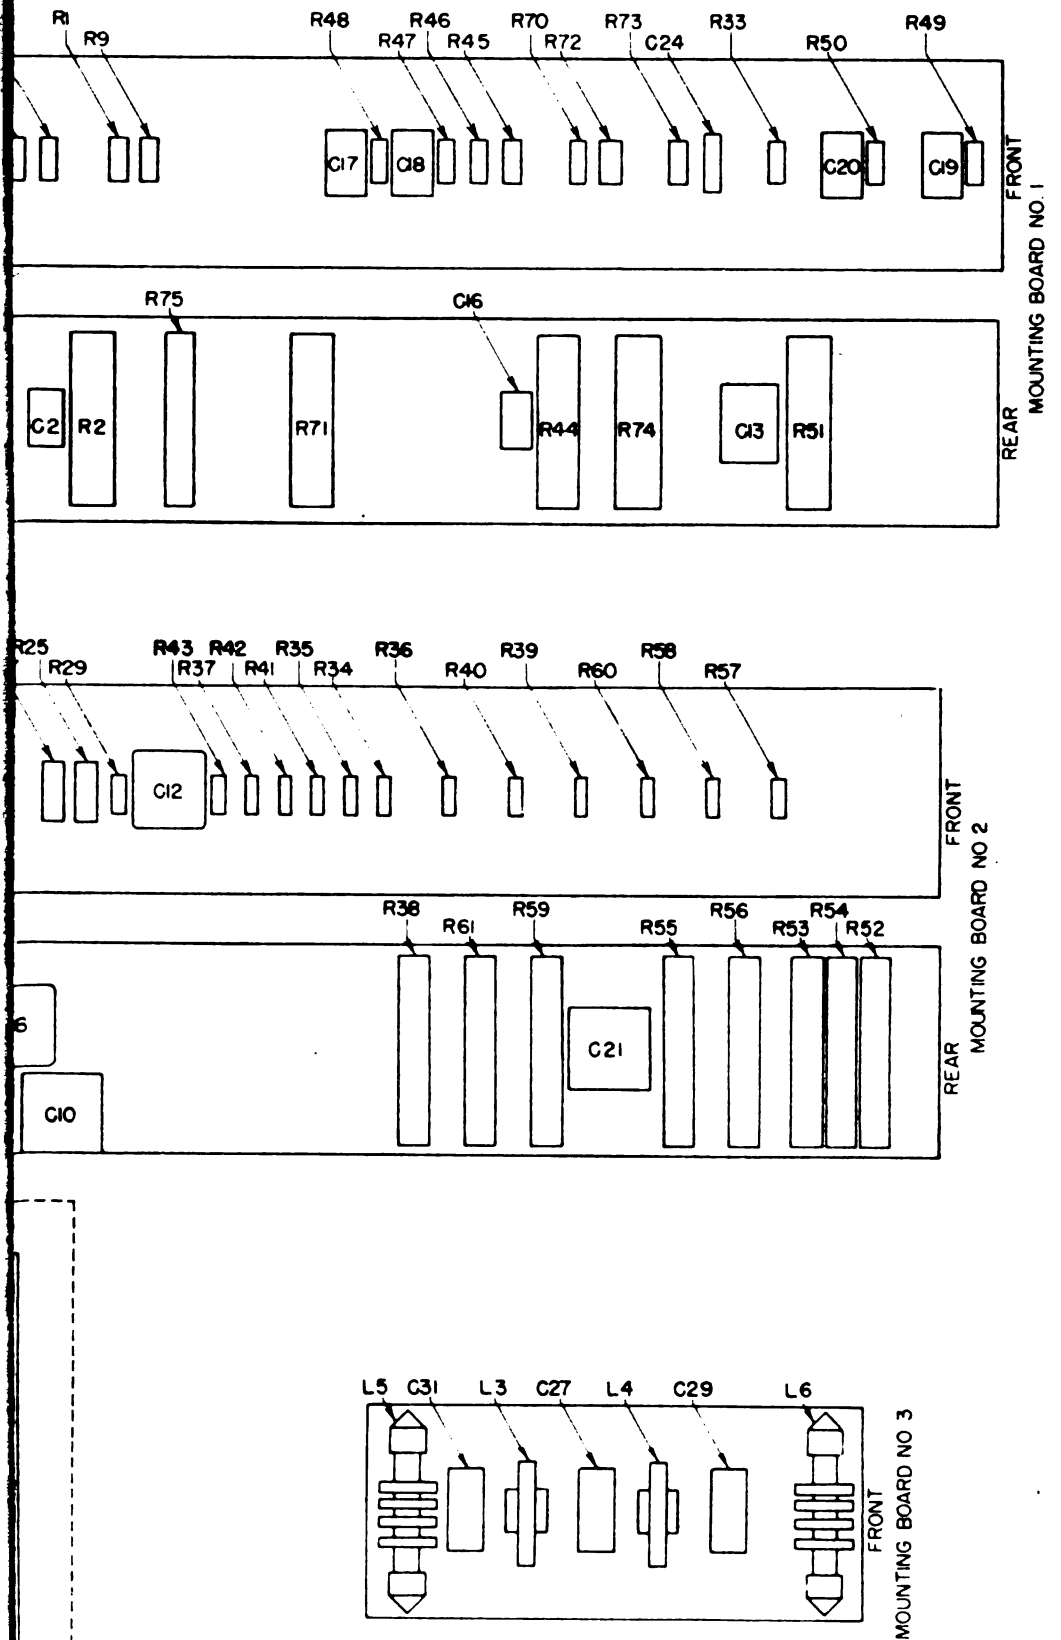 R1 R48 R46 R70 R73 R33 R49
R9 R47 R45 R72 C24 R50
C17 C18 C20 C19
FRONT
R75 C16
C2 R2 R71 R44 R74 C13 R51
REAR
MOUNTING BOARD NO. 1
R25 R43 R42 R35 R36 R39 R58
R29 R37 R41 R34 R40 R60 R57
C12
FRONT
R38 R59 R56 R54
R61 R55 R53 R52
6 C21
C10
REAR
MOUNTING BOARD NO 2
L5 C31 L3 C27 L4 C29 L6
FRONT
MOUNTING BOARD NO 3